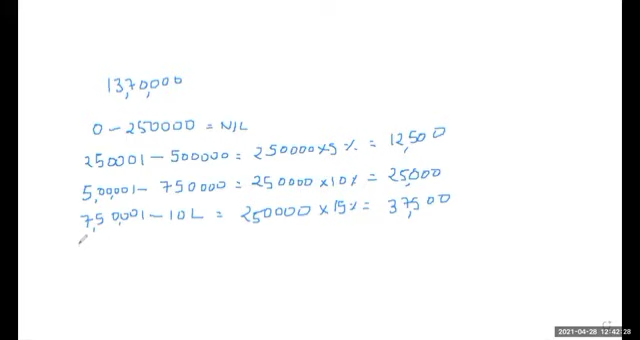 13,70,000
0 - 250000 = NIL
250001 - 500000 = 250000 x 5 % = 12,500
5,00,001 - 750000 = 250000 x 10% = 25,000
7,50,001 - 10 L = 250000 x 15% = 37,500
2021-04-28 12:42:28